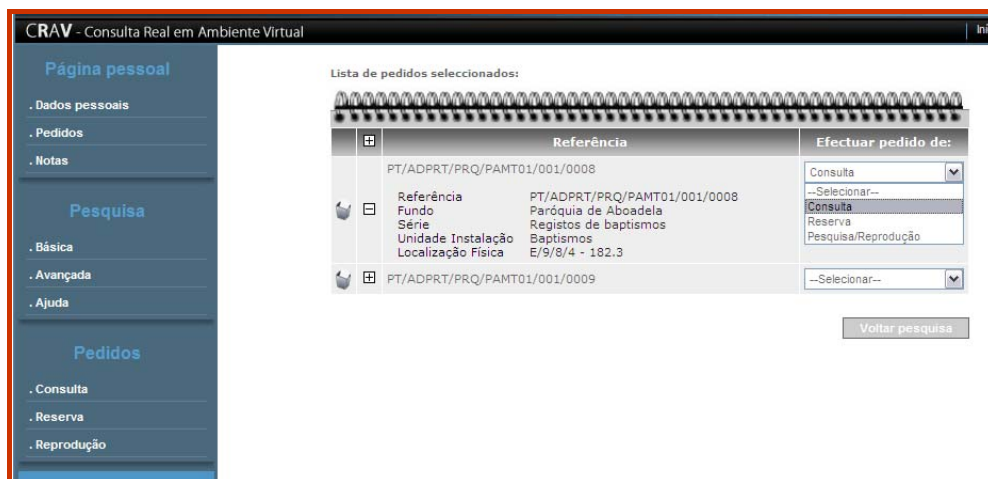 CRAV - Consulta Real em Ambiente Virtual
Página pessoal
. Dados pessoais
. Pedidos
. Notas
Pesquisa
. Básica
. Avançada
. Ajuda
Pedidos
. Consulta
. Reserva
. Reprodução
Lista de pedidos seleccionados:
Referência Efectuar pedido de:
PT/ADPRT/PRQ/PAMT01/001/0008 Consulta
Referência PT/ADPRT/PRQ/PAMT01/001/0008
Fundo Paróquia de Aboadela
Série Registos de baptismos
Unidade Instalação Baptismos
Localização Física E/9/8/4 - 182.3
--Selecionar--
Consulta
Reserva
Pesquisa/Reprodução
PT/ADPRT/PRQ/PAMT01/001/0009 --Selecionar--
Voltar pesquisa